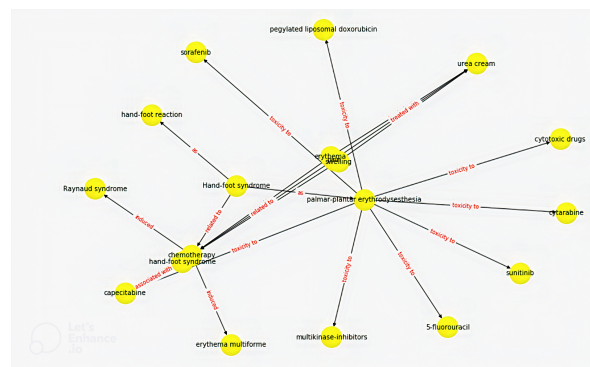 pegylated liposomal doxorubicin
sorafenib
urea cream
toxicity to
toxicity to
treated with
hand-foot reaction
cytotoxic drugs
as
erythema
swelling
toxicity to
Raynaud syndrome
Hand-foot syndrome
as
palmar-plantar erythrodysesthesia
related to
related to
toxicity to
induced
toxicity to
chemotherapy
hand-foot syndrome
toxicity to
toxicity to
toxicity to
associated with
sunitinib
capecitabine
induced
5-fluorouracil
multikinase-inhibitors
erythema multiforme
Let's
Enhance
.io